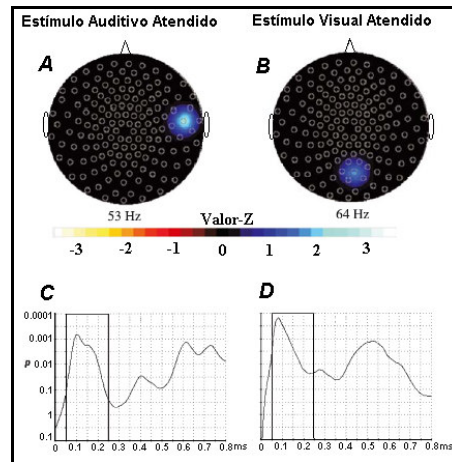 Estímulo Auditivo Atendido Estímulo Visual Atendido
A B
53 Hz Valor-Z 64 Hz
-3 -2 -1 0 1 2 3
C D
0.0001
0.001
P 0.01
0.1
1
0.1
0 0.1 0.2 0.3 0.4 0.5 0.6 0.7 0.8ms 0 0.1 0.2 0.3 0.4 0.5 0.6 0.7 0.8ms